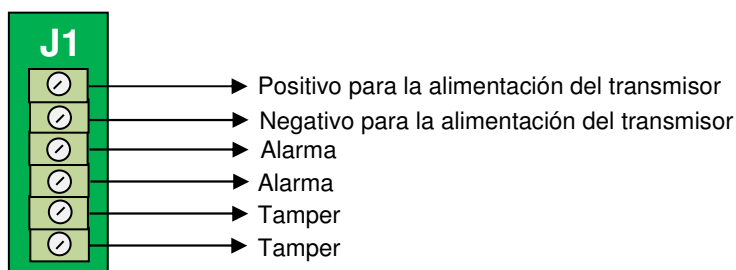 J1
Positivo para la alimentación del transmisor
Negativo para la alimentación del transmisor
Alarma
Alarma
Tamper
Tamper